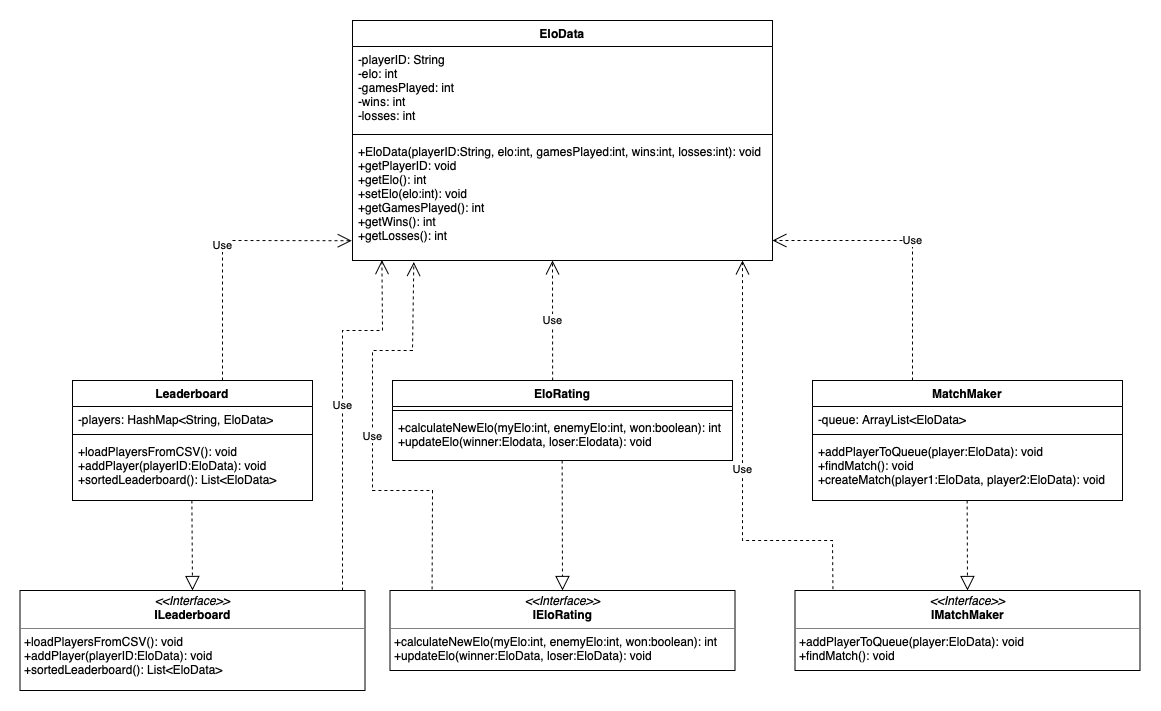 EloData
-playerID: String
-elo: int
-gamesPlayed: int
-wins: int
-losses: int
+EloData(playerID:String, elo:int, gamesPlayed:int, wins:int, losses:int): void
+getPlayerID: void
+getElo(): int
+setElo(elo:int): void
+getGamesPlayed(): int
+getWins(): int
+getLosses(): int
Use
Use
Use
Use
Use
Use
Leaderboard
-players: HashMap<String, EloData>
+loadPlayersFromCSV(): void
+addPlayer(playerID:EloData): void
+sortedLeaderboard(): List<EloData>
EloRating
+calculateNewElo(myElo:int, enemyElo:int, won:boolean): int
+updateElo(winner:Elodata, loser:Elodata): void
MatchMaker
-queue: ArrayList<EloData>
+addPlayerToQueue(player:EloData): void
+findMatch(): void
+createMatch(player1:EloData, player2:EloData): void
<<Interface>>
ILeaderboard
+loadPlayersFromCSV(): void
+addPlayer(playerID:EloData): void
+sortedLeaderboard(): List<EloData>
<<Interface>>
IEloRating
+calculateNewElo(myElo:int, enemyElo:int, won:boolean): int
+updateElo(winner:EloData, loser:EloData): void
<<Interface>>
IMatchMaker
+addPlayerToQueue(player:EloData): void
+findMatch(): void